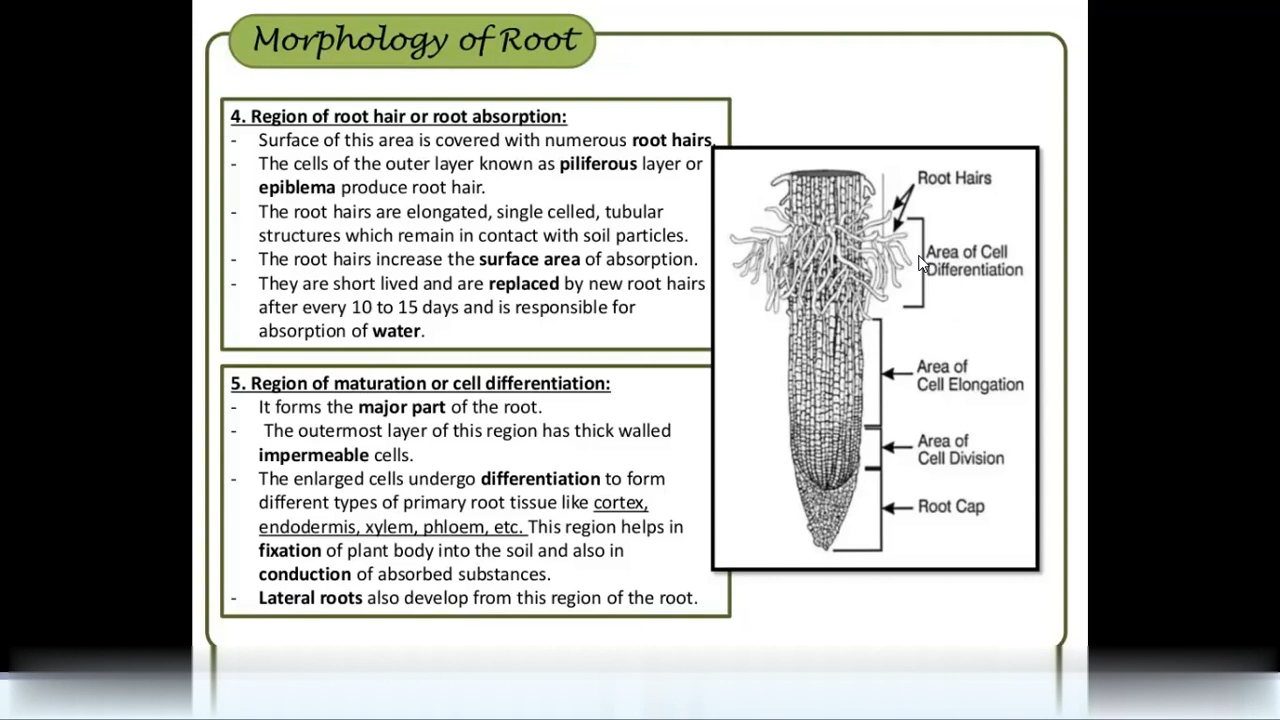 Morphology of Root
4. Region of root hair or root absorption:
- Surface of this area is covered with numerous root hairs.
- The cells of the outer layer known as piliferous layer or
epiblema produce root hair.
- The root hairs are elongated, single celled, tubular
structures which remain in contact with soil particles.
- The root hairs increase the surface area of absorption.
- They are short lived and are replaced by new root hairs
after every 10 to 15 days and is responsible for
absorption of water.
5. Region of maturation or cell differentiation:
- It forms the major part of the root.
- The outermost layer of this region has thick walled
impermeable cells.
- The enlarged cells undergo differentiation to form
different types of primary root tissue like cortex,
endodermis, xylem, phloem, etc. This region helps in
fixation of plant body into the soil and also in
conduction of absorbed substances.
- Lateral roots also develop from this region of the root.
Root Hairs
Area of Cell
Differentiation
Area of
Cell Elongation
Area of
Cell Division
Root Cap